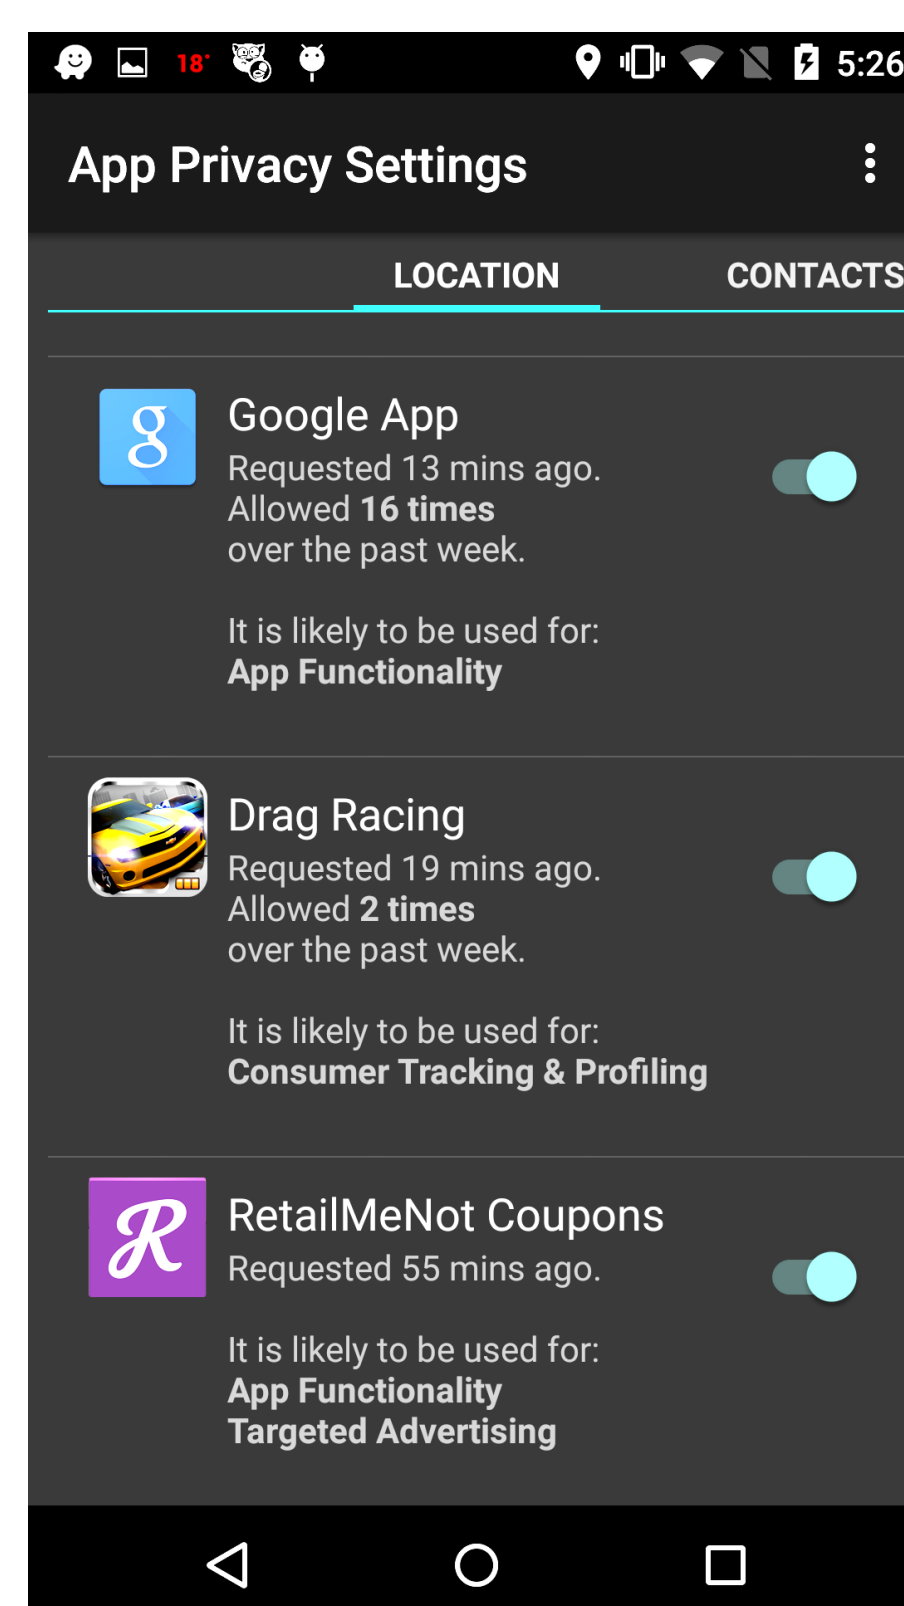 18°
5:26
App Privacy Settings
LOCATION
CONTACTS
g
Google App
Requested 13 mins ago.
Allowed 16 times
over the past week.
It is likely to be used for:
App Functionality
Drag Racing
Requested 19 mins ago.
Allowed 2 times
over the past week.
It is likely to be used for:
Consumer Tracking & Profiling
R
RetailMeNot Coupons
Requested 55 mins ago.
It is likely to be used for:
App Functionality
Targeted Advertising